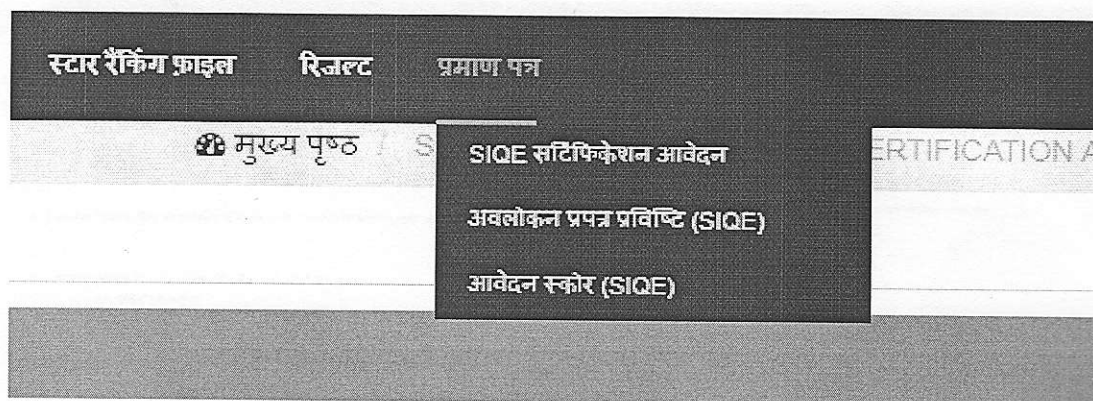 स्टार रैंकिंग फ़ाइल रिजल्ट प्रमाण पत्र
मुख्य पृष्ठ / S ERTIFICATION A
SIQE सर्टिफिकेशन आवेदन
अवलोकन प्रपत्र प्रविष्टि (SIQE)
आवेदन स्कोर (SIQE)